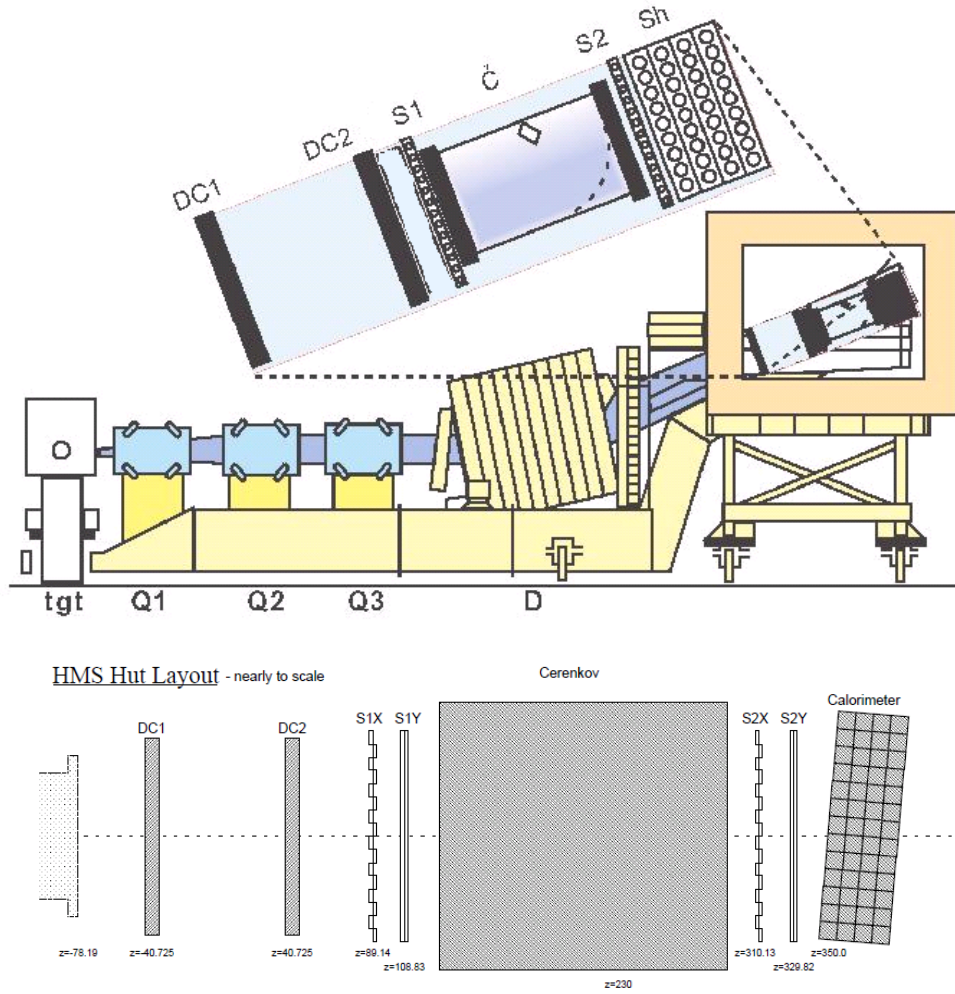 Sh
S2
Č
S1
DC2
DC1
tgt Q1 Q2 Q3 D
HMS Hut Layout - nearly to scale
Cerenkov
Calorimeter
DC1 DC2 S1X S1Y S2X S2Y
z=-78.19 z=-40.725 z=40.725 z=89.14 z=310.13 z=350.0
z=108.83 z=329.82
z=230